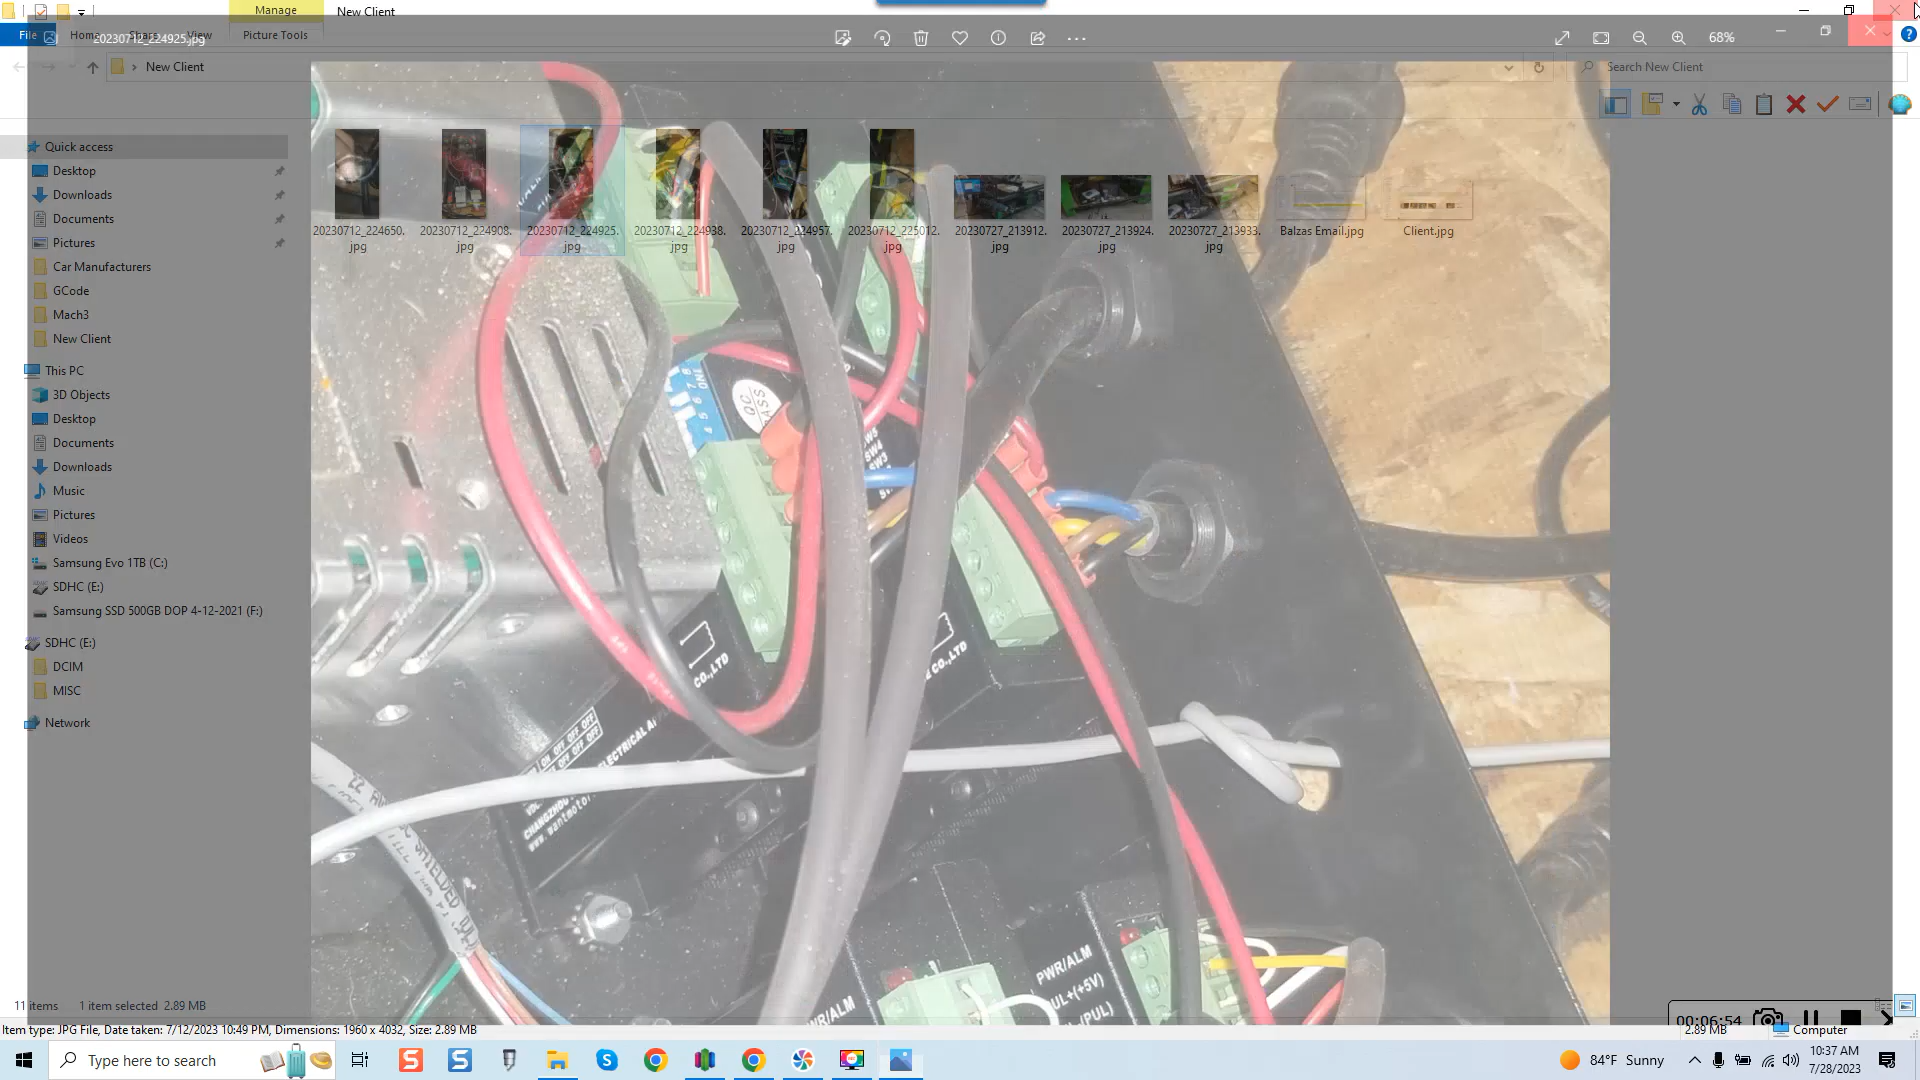 Manage
New Client
File
Home
Share
View
Picture Tools
20230712_224925.jpg
68%
New Client
Search New Client
Quick access
Desktop
Downloads
Documents
Pictures
Car Manufacturers
GCode
Mach3
New Client
This PC
3D Objects
Desktop
Documents
Downloads
Music
Pictures
Videos
Samsung Evo 1TB (C:)
SDHC (E:)
Samsung SSD 500GB DOP 4-12-2021 (F:)
SDHC (E:)
DCIM
MISC
Network
20230712_224650.jpg
20230712_224908.jpg
20230712_224925.jpg
20230712_224938.jpg
20230712_224957.jpg
20230712_225012.jpg
20230727_213912.jpg
20230727_213924.jpg
20230727_213933.jpg
Balzas Email.jpg
Client.jpg
QC
SW5
SW4
SW3
CO.,LTD
CO.,LTD
CHANGZHOU
PWR/ALM
PUL+(+5V)
11 items
1 item selected 2.89 MB
Item type: JPG File, Date taken: 7/12/2023 10:49 PM, Dimensions: 1960 x 4032, Size: 2.89 MB
00:06:54
2.89 MB
Computer
Type here to search
84°F Sunny
10:37 AM
7/28/2023